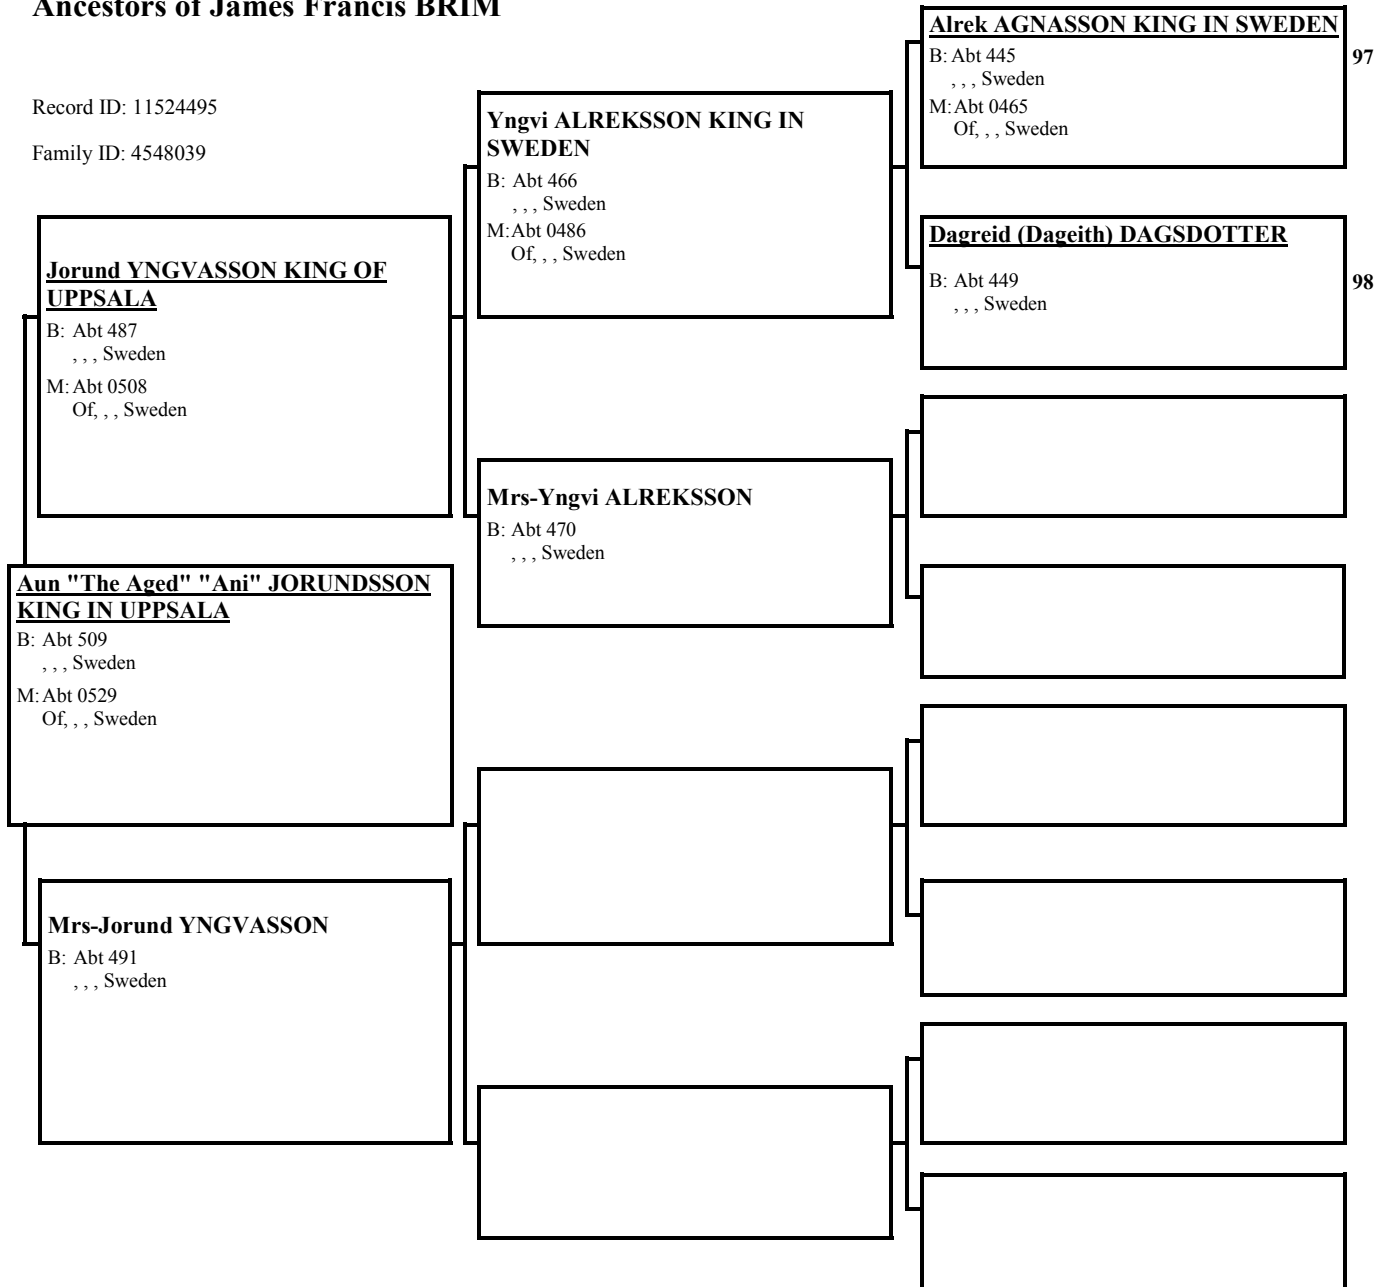 Ancestors of James Francis BRIM
Record ID: 11524495
Family ID: 4548039
Jorund YNGVASSON KING OF
UPPSALA
B: Abt 487
, , , Sweden
M: Abt 0508
Of, , , Sweden
Aun "The Aged" "Ani" JORUNDSSON
KING IN UPPSALA
B: Abt 509
, , , Sweden
M: Abt 0529
Of, , , Sweden
Mrs-Jorund YNGVASSON
B: Abt 491
, , , Sweden
Yngvi ALREKSSON KING IN
SWEDEN
B: Abt 466
, , , Sweden
M: Abt 0486
Of, , , Sweden
Mrs-Yngvi ALREKSSON
B: Abt 470
, , , Sweden
Alrek AGNASSON KING IN SWEDEN
B: Abt 445
, , , Sweden
M: Abt 0465
Of, , , Sweden
97
Dagreid (Dageith) DAGSDOTTER
B: Abt 449
, , , Sweden
98